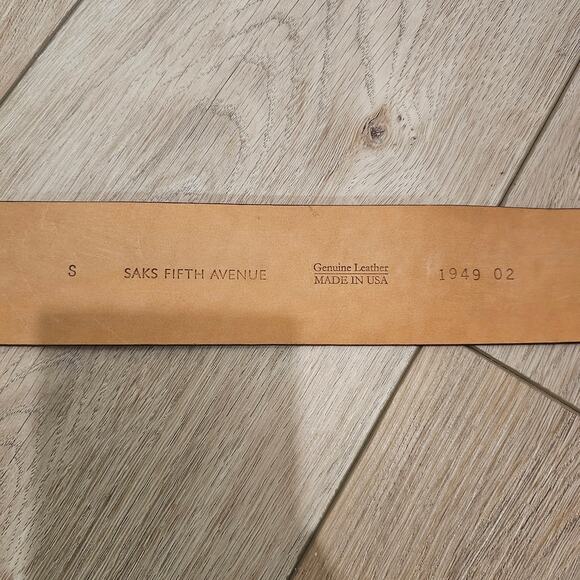 S
SAKS FIFTH AVENUE
Genuine Leather
MADE IN USA
1949 02